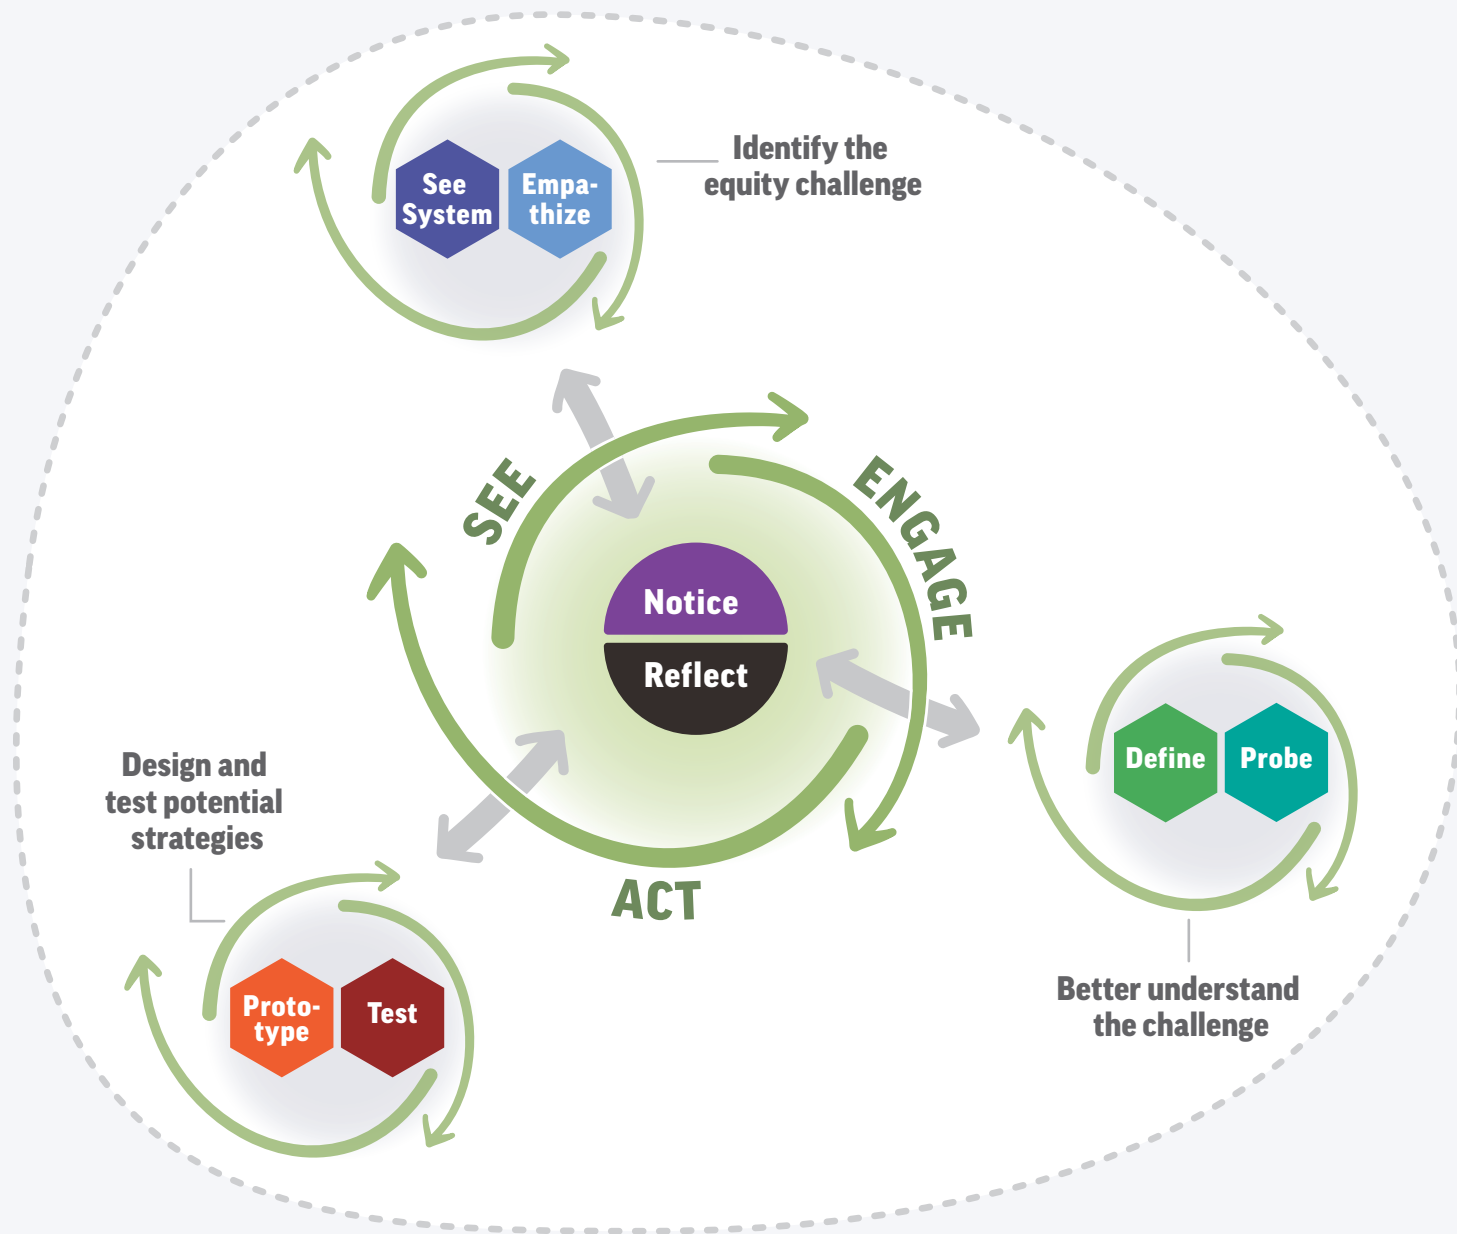 See
System
Empa-
thize
Identify the
equity challenge
SEE
ENGAGE
Notice
Reflect
ACT
Define
Probe
Better understand
the challenge
Design and
test potential
strategies
Proto-
type
Test